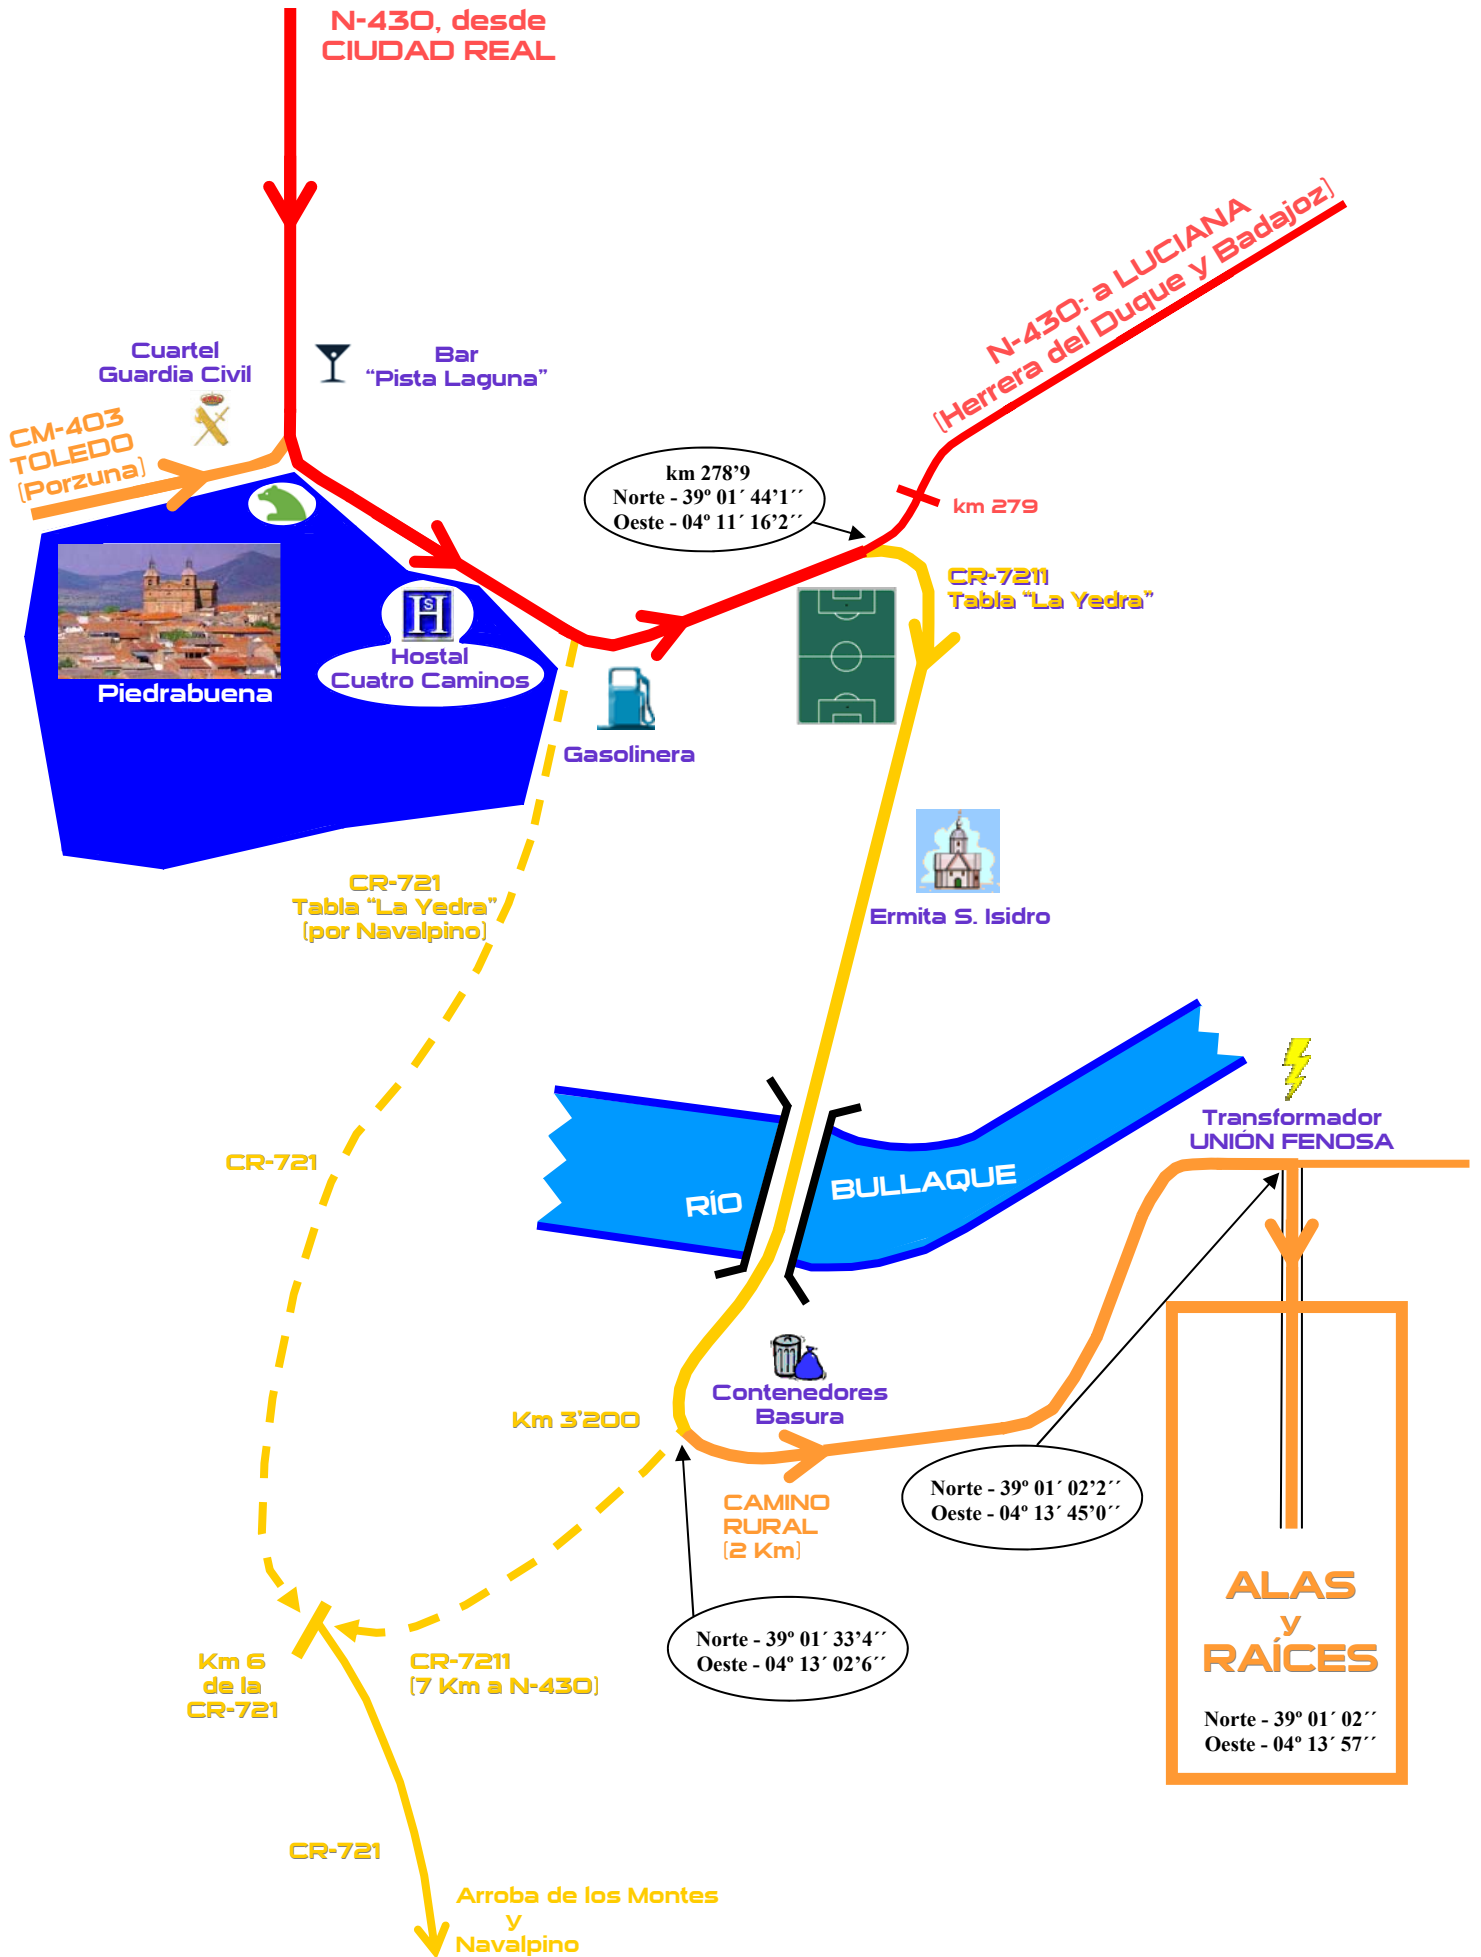 N-430, desde
CIUDAD REAL
N-430: a LUCIANA
(Herrera del Duque y Badajoz)
Cuartel
Guardia Civil
Bar
“Pista Laguna”
CM-403
TOLEDO
(Porzuna)
km 278’9
Norte - 39º 01´ 44’1´´
Oeste - 04º 11´ 16’2´´
km 279
CR-7211
Tabla “La Yedra”
HS
Hostal
Cuatro Caminos
Piedrabuena
Gasolinera
CR-721
Tabla “La Yedra”
(por Navalpino)
Ermita S. Isidro
Transformador
UNIÓN FENOSA
CR-721
RÍO
BULLAQUE
Contenedores
Basura
Km 3’200
CAMINO
RURAL
(2 Km)
Norte - 39º 01´ 02’2´´
Oeste - 04º 13´ 45’0´´
Norte - 39º 01´ 33’4´´
Oeste - 04º 13´ 02’6´´
ALAS
y
RAÍCES
Norte - 39º 01´ 02´´
Oeste - 04º 13´ 57´´
Km 6
de la
CR-721
CR-7211
(7 Km a N-430)
CR-721
Arroba de los Montes
y
Navalpino